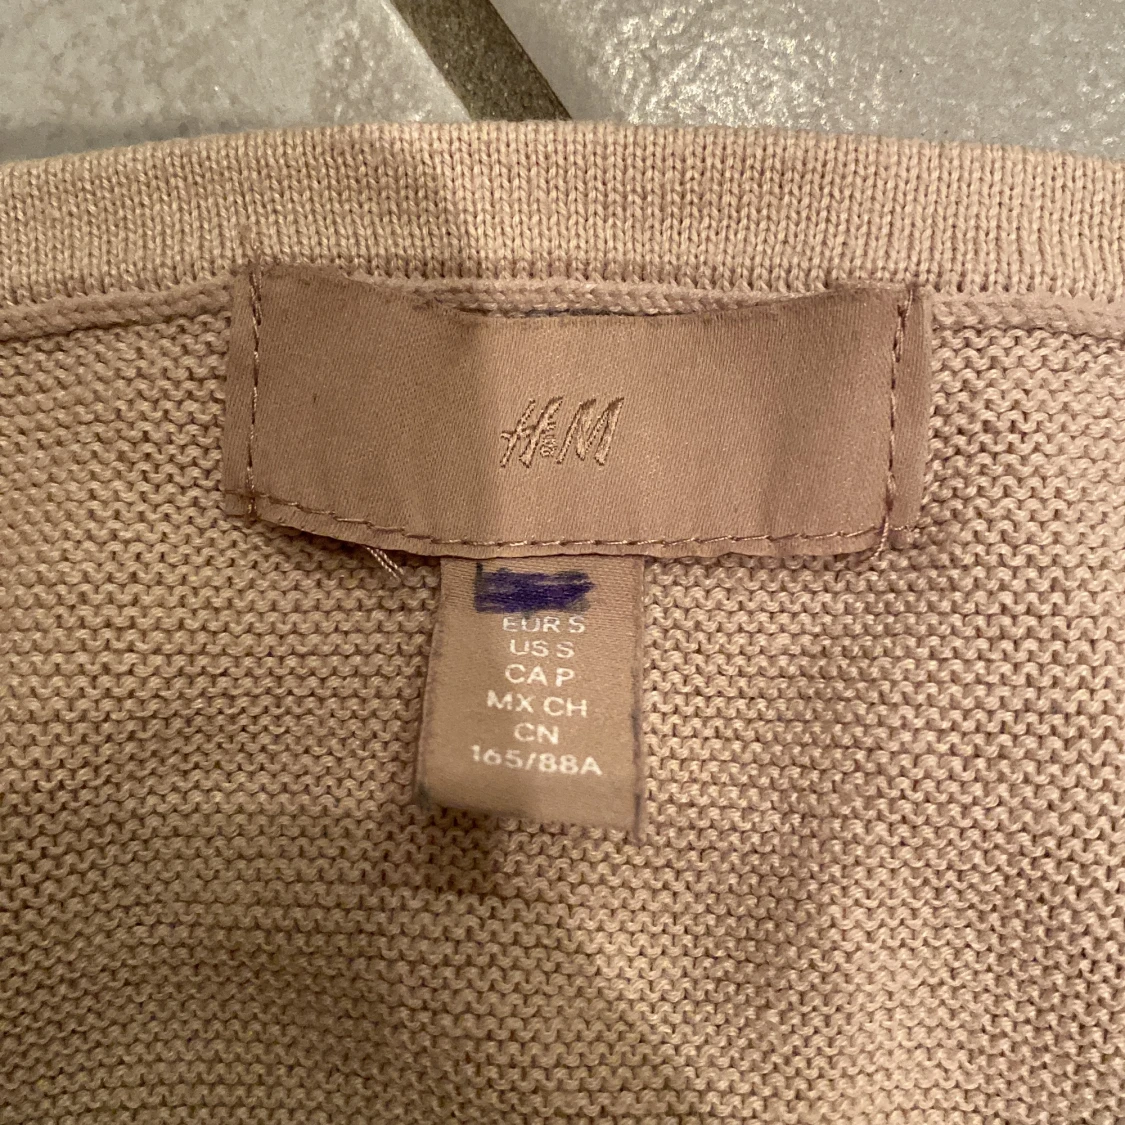 H&M
EUR S
US S
CA P
MX CH
CN
165/88A